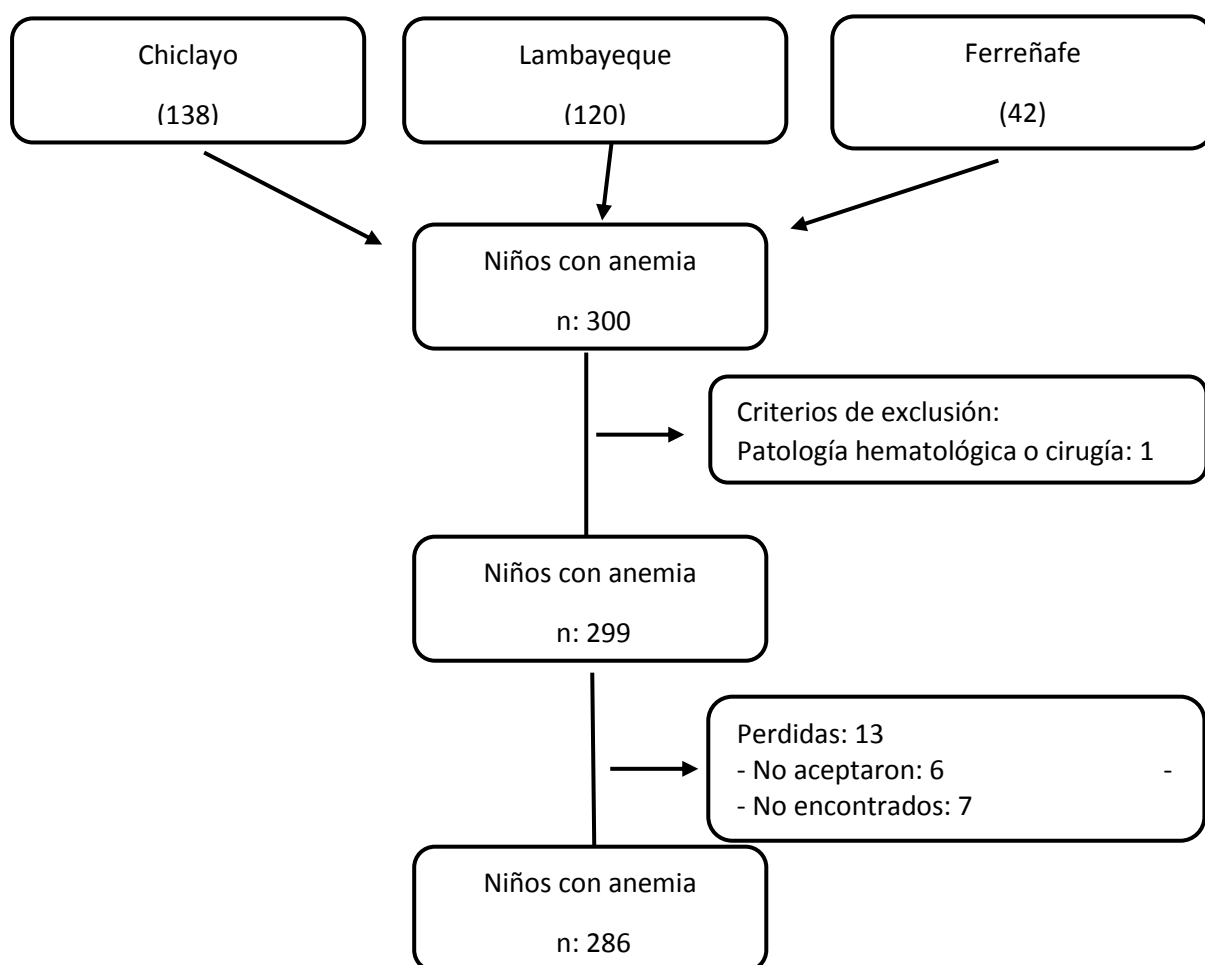 Chiclayo
(138)
Lambayeque
(120)
Ferreñafe
(42)
Niños con anemia
n: 300
Criterios de exclusión:
Patología hematológica o cirugía: 1
Niños con anemia
n: 299
Perdidas: 13
- No aceptaron: 6 -
- No encontrados: 7
Niños con anemia
n: 286